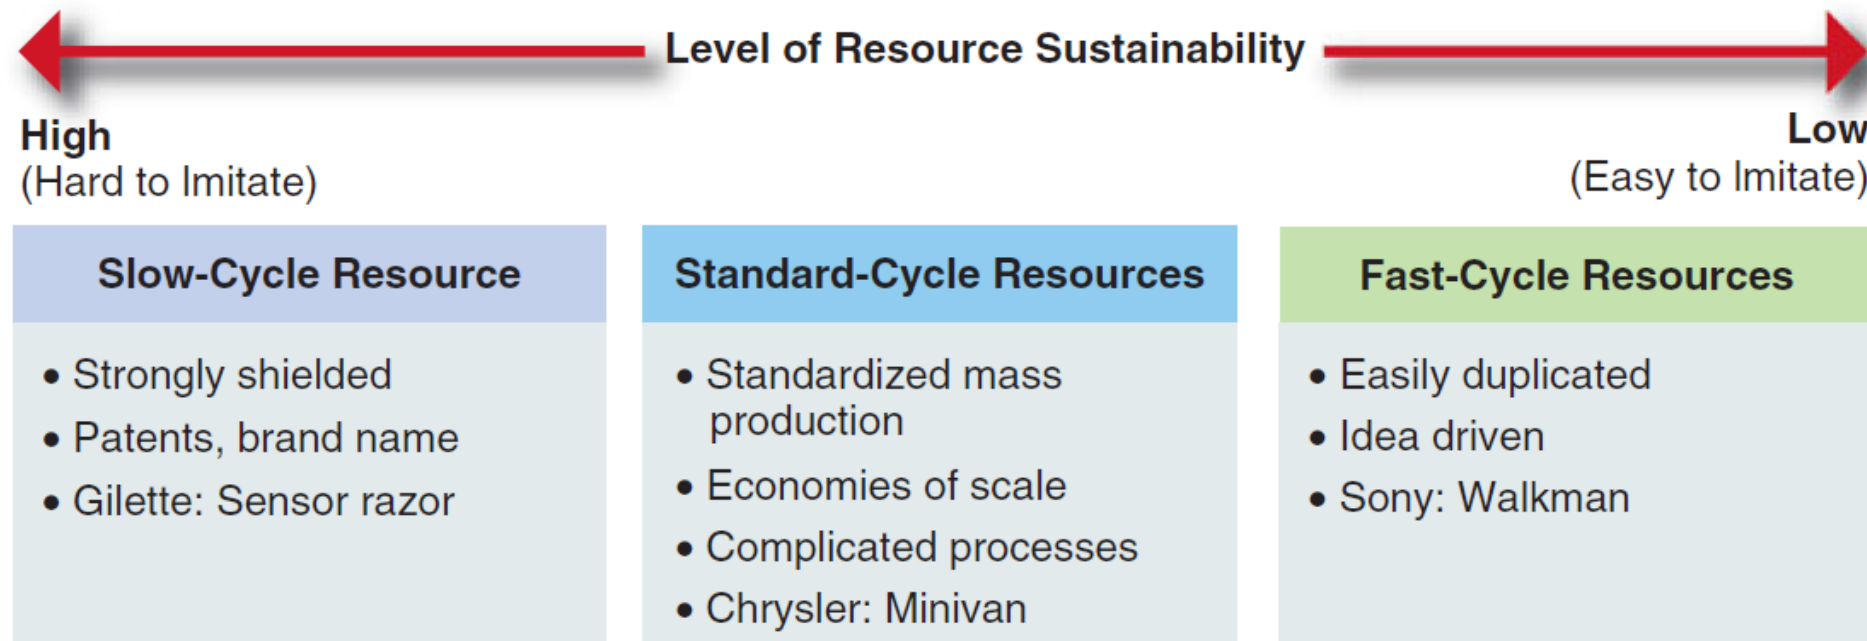 Level of Resource Sustainability
High
(Hard to Imitate)
Low
(Easy to Imitate)
Slow-Cycle Resource
• Strongly shielded
• Patents, brand name
• Gilette: Sensor razor
Standard-Cycle Resources
• Standardized mass
production
• Economies of scale
• Complicated processes
• Chrysler: Minivan
Fast-Cycle Resources
• Easily duplicated
• Idea driven
• Sony: Walkman